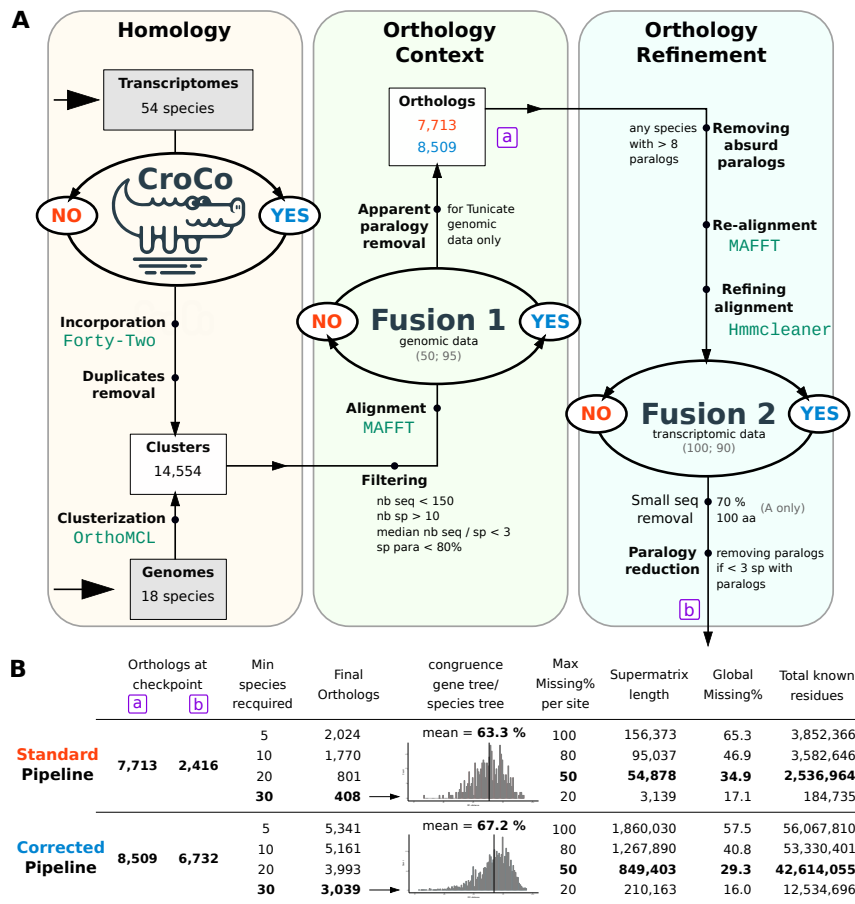 A
Homology
Transcriptomes
54 species
CroCo
NO
YES
Incorporation
Forty-Two
Duplicates
removal
Clusters
14,554
Clusterization
OrthoMCL
Genomes
18 species
Orthology
Context
Orthologs
7,713
8,509
a
Apparent
paralogy
removal
for Tunicate
genomic
data only
NO
Fusion 1
YES
genomic data
(50; 95)
Alignment
MAFFT
Filtering
nb seq < 150
nb sp > 10
median nb seq / sp < 3
sp para < 80%
Orthology
Refinement
any species
with > 8
paralogs
Removing
absurd
paralogs
Re-alignment
MAFFT
Refining
alignment
Hmmcleaner
NO
Fusion 2
YES
transcriptomic data
(100; 90)
Small seq
removal
70 %
100 aa
(A only)
Paralogy
reduction
removing paralogs
if < 3 sp with
paralogs
b
B
Orthologs at
checkpoint
a b
Min
species
recquired
Final
Orthologs
congruence
gene tree/
species tree
Max
Missing%
per site
Supermatrix
length
Global
Missing%
Total known
residues
Standard
Pipeline
7,713 2,416
mean = 63.3 %
5 2,024 100 156,373 65.3 3,852,366
10 1,770 80 95,037 46.9 3,582,646
20 801 50 54,878 34.9 2,536,964
30 408 20 3,139 17.1 184,735
Corrected
Pipeline
8,509 6,732
mean = 67.2 %
5 5,341 100 1,860,030 57.5 56,067,810
10 5,161 80 1,267,890 40.8 53,330,401
20 3,993 50 849,403 29.3 42,614,055
30 3,039 20 210,163 16.0 12,534,696